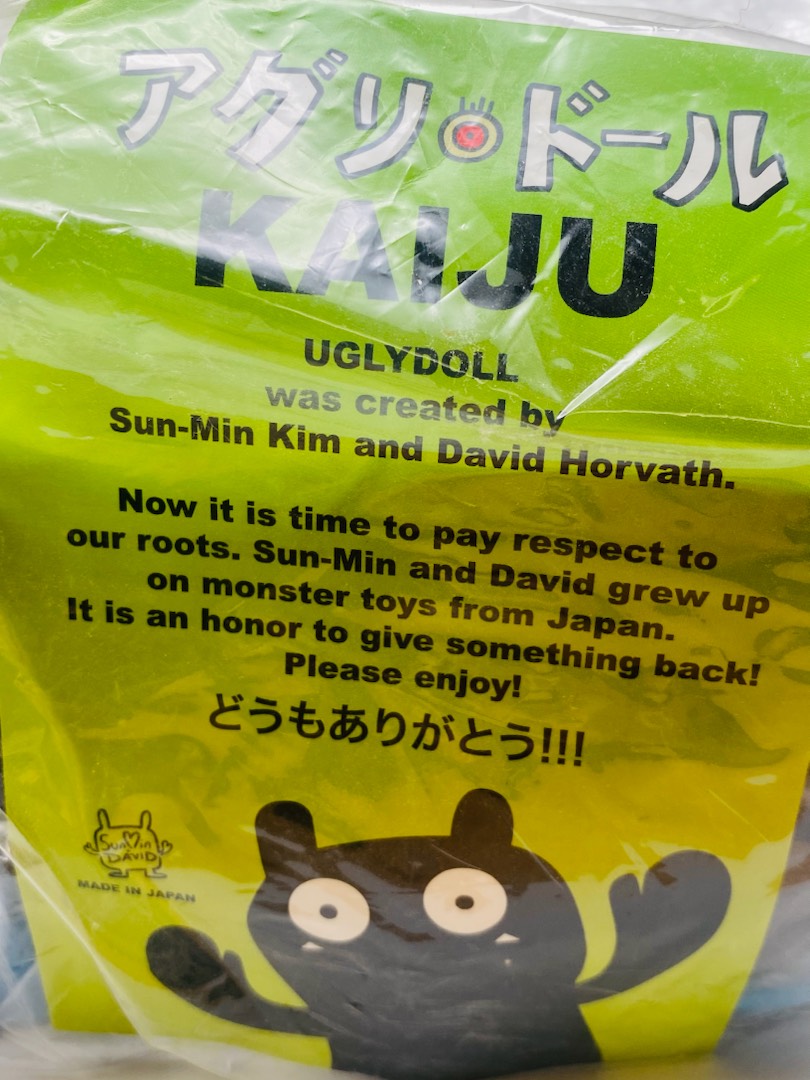 アグリ・ドール
KAIJU
UGLYDOLL
was created by
Sun-Min Kim and David Horvath.
Now it is time to pay respect to
our roots. Sun-Min and David grew up
on monster toys from Japan.
It is an honor to give something back!
Please enjoy!
どうもありがとう!!!
Sun Min
DAVID
MADE IN JAPAN